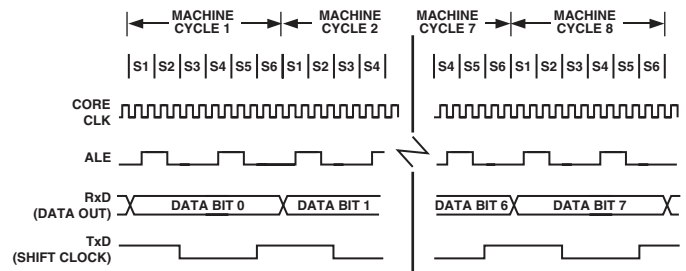 MACHINE CYCLE 1 MACHINE CYCLE 2 MACHINE CYCLE 7 MACHINE CYCLE 8
S1 S2 S3 S4 S5 S6 S1 S2 S3 S4 S4 S5 S6 S1 S2 S3 S4 S5 S6
CORE CLK
ALE
RxD (DATA OUT) DATA BIT 0 DATA BIT 1 DATA BIT 6 DATA BIT 7
TxD (SHIFT CLOCK)